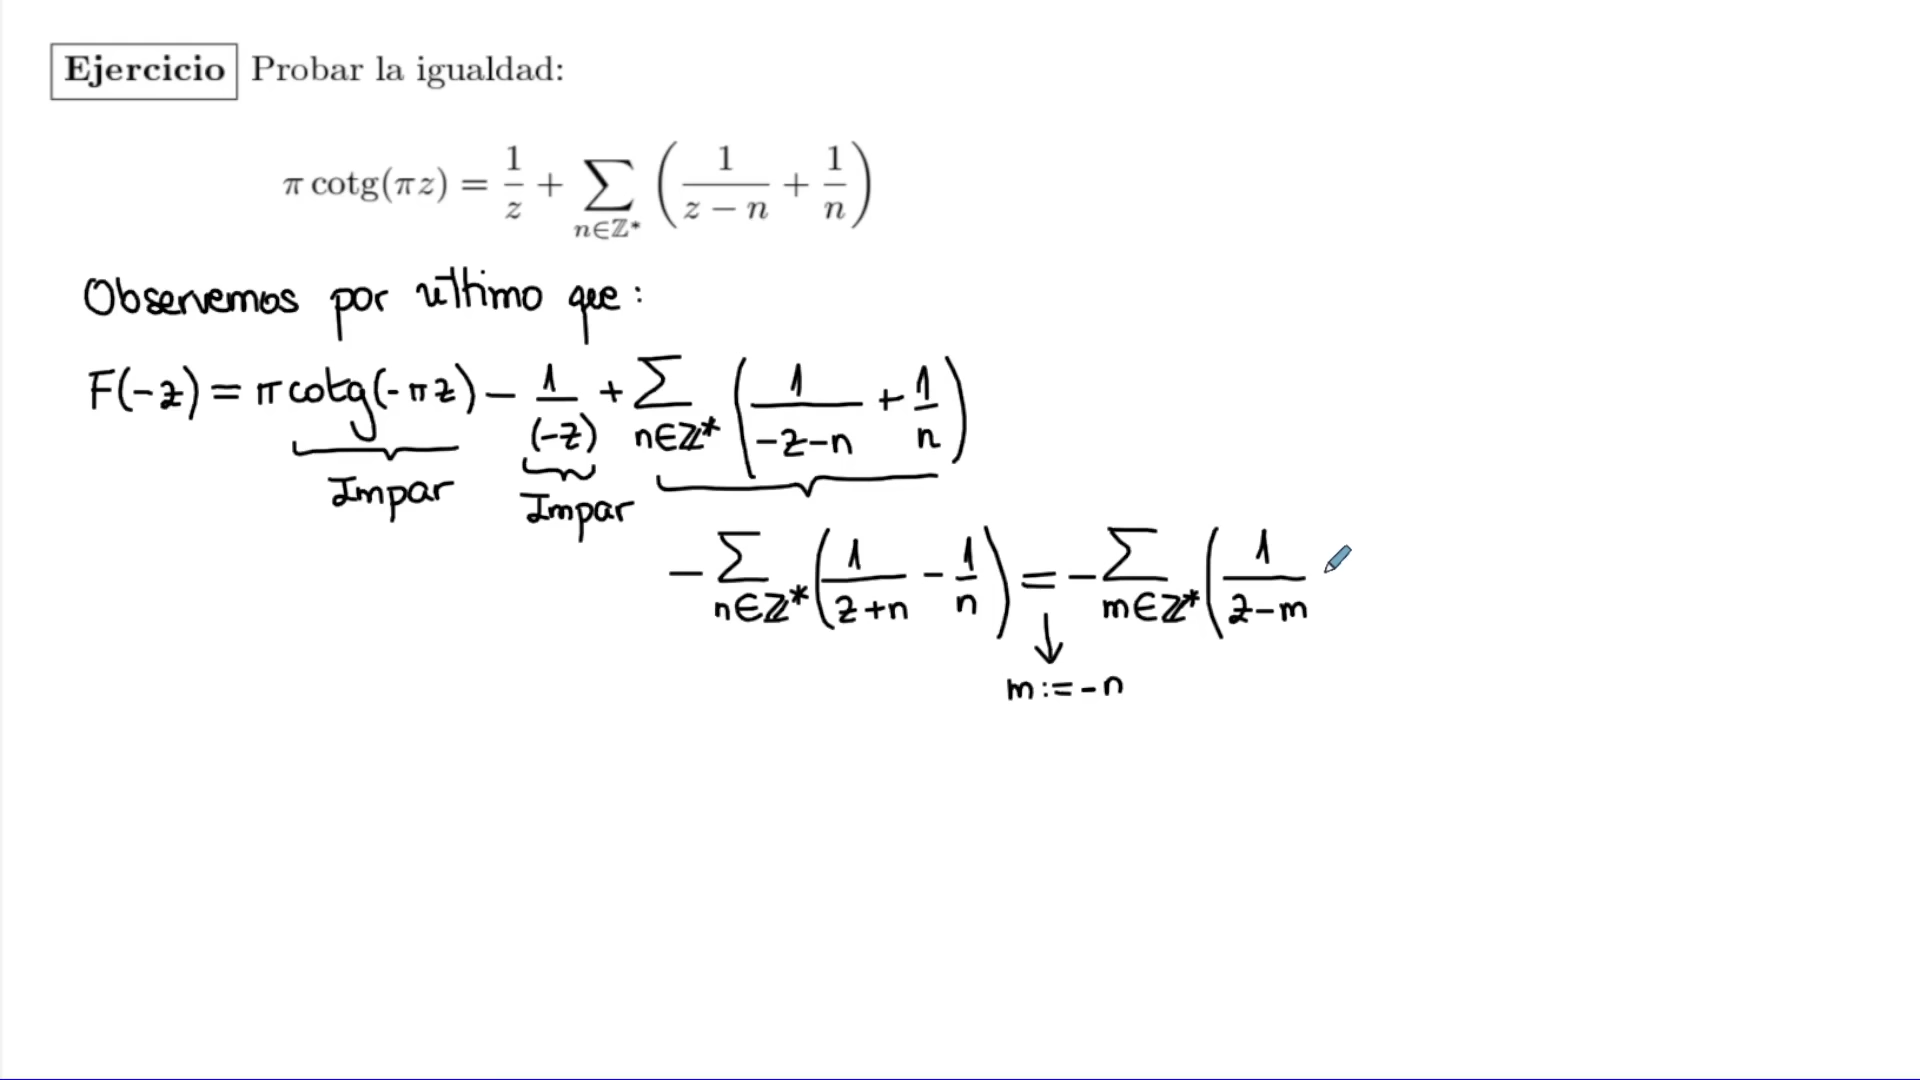 Ejercicio Probar la igualdad:
π cotg(πz) = 1/z + ∑_{n∈ℤ*} (1/(z − n) + 1/n)
Observemos por último que:
F(-z) = π cotg(-πz) - 1/(-z) + ∑_{n∈ℤ*} (1/(-z-n) + 1/n)
Impar Impar
- ∑_{n∈ℤ*} (1/(z+n) - 1/n) = - ∑_{m∈ℤ*} (1/(z-m)
m := -n